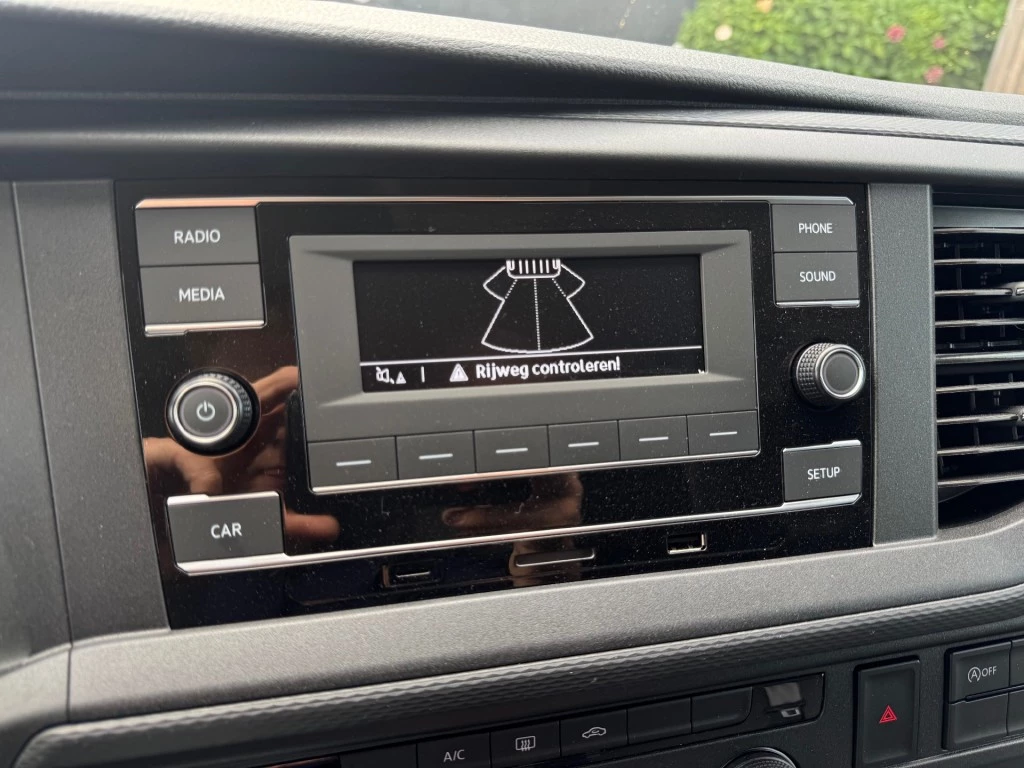 RADIO
PHONE
MEDIA
SOUND
Rijweg controleren!
SETUP
CAR
A/C
A OFF